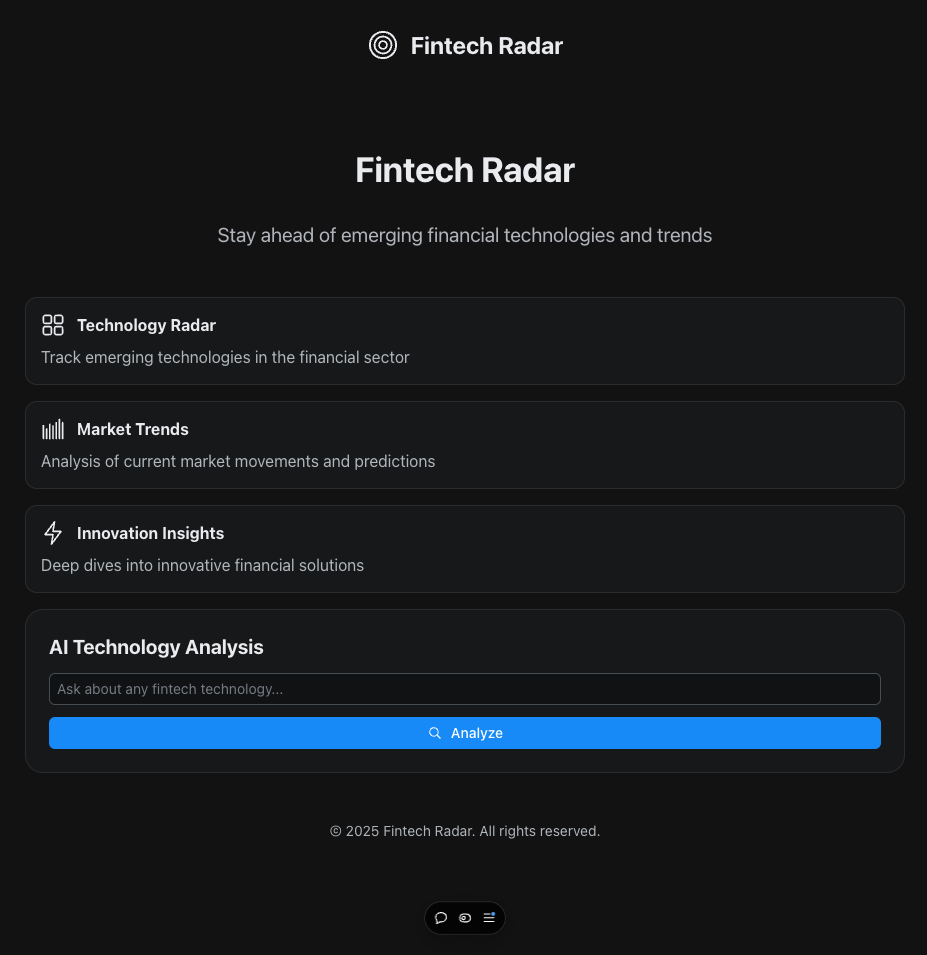 Fintech Radar
Fintech Radar
Stay ahead of emerging financial technologies and trends
Technology Radar
Track emerging technologies in the financial sector
Market Trends
Analysis of current market movements and predictions
Innovation Insights
Deep dives into innovative financial solutions
AI Technology Analysis
Ask about any fintech technology...
Analyze
© 2025 Fintech Radar. All rights reserved.